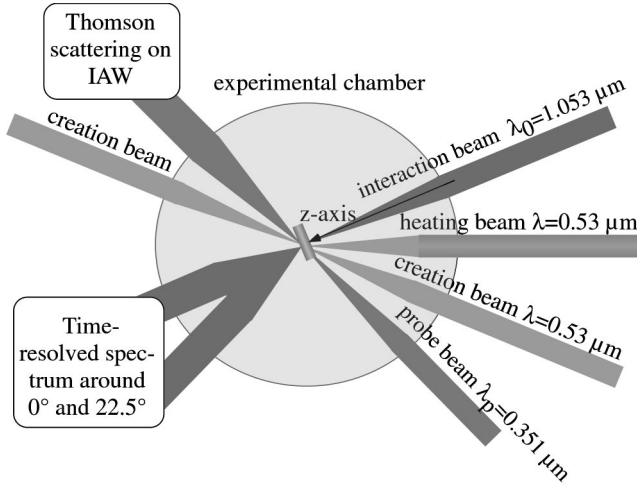 Thomson
scattering on
IAW
experimental chamber
creation beam
interaction beam λ0=1.053 µm
z-axis
heating beam λ=0.53 µm
creation beam λ=0.53 µm
probe beam λp=0.351 µm
Time-
resolved spec-
trum around
0° and 22.5°